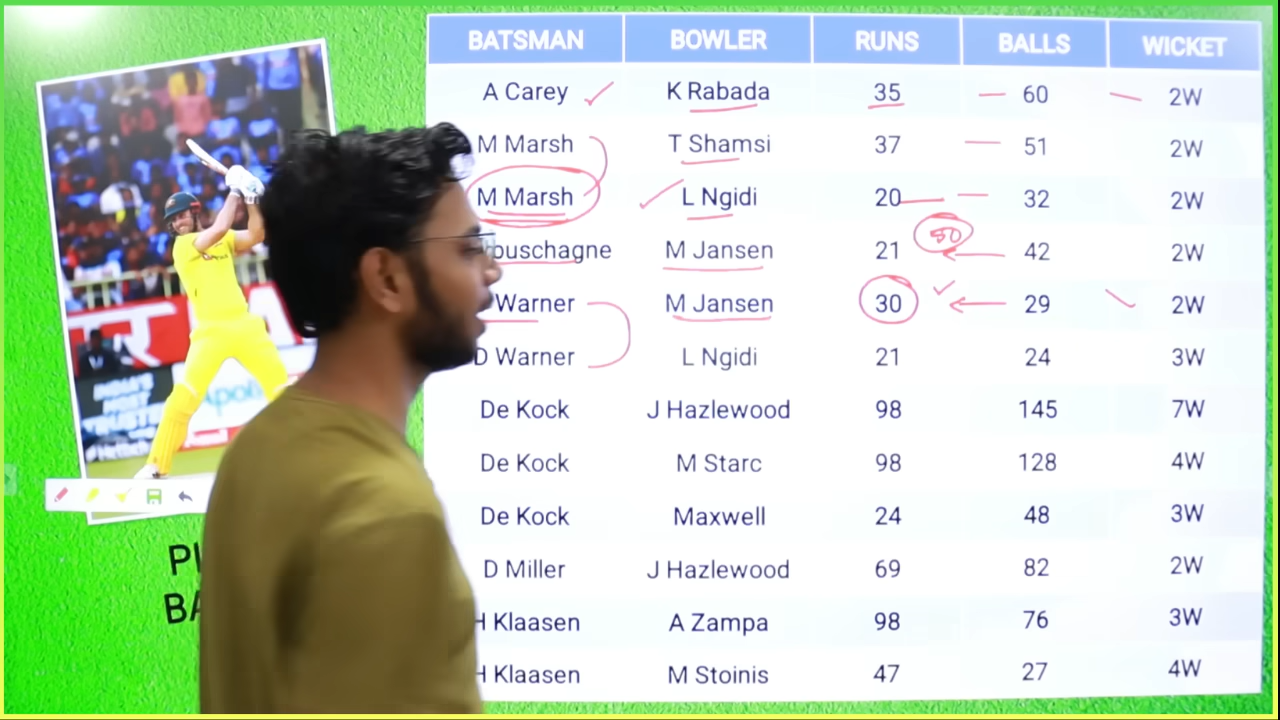 BATSMAN BOWLER RUNS BALLS WICKET
A Carey K Rabada 35 60 2W
M Marsh T Shamsi 37 51 2W
M Marsh L Ngidi 20 32 2W
buschagne M Jansen 21 50 42 2W
Warner M Jansen 30 29 2W
D Warner L Ngidi 21 24 3W
De Kock J Hazlewood 98 145 7W
De Kock M Starc 98 128 4W
De Kock Maxwell 24 48 3W
D Miller J Hazlewood 69 82 2W
H Klaasen A Zampa 98 76 3W
H Klaasen M Stoinis 47 27 4W
INDIA'S
MOST